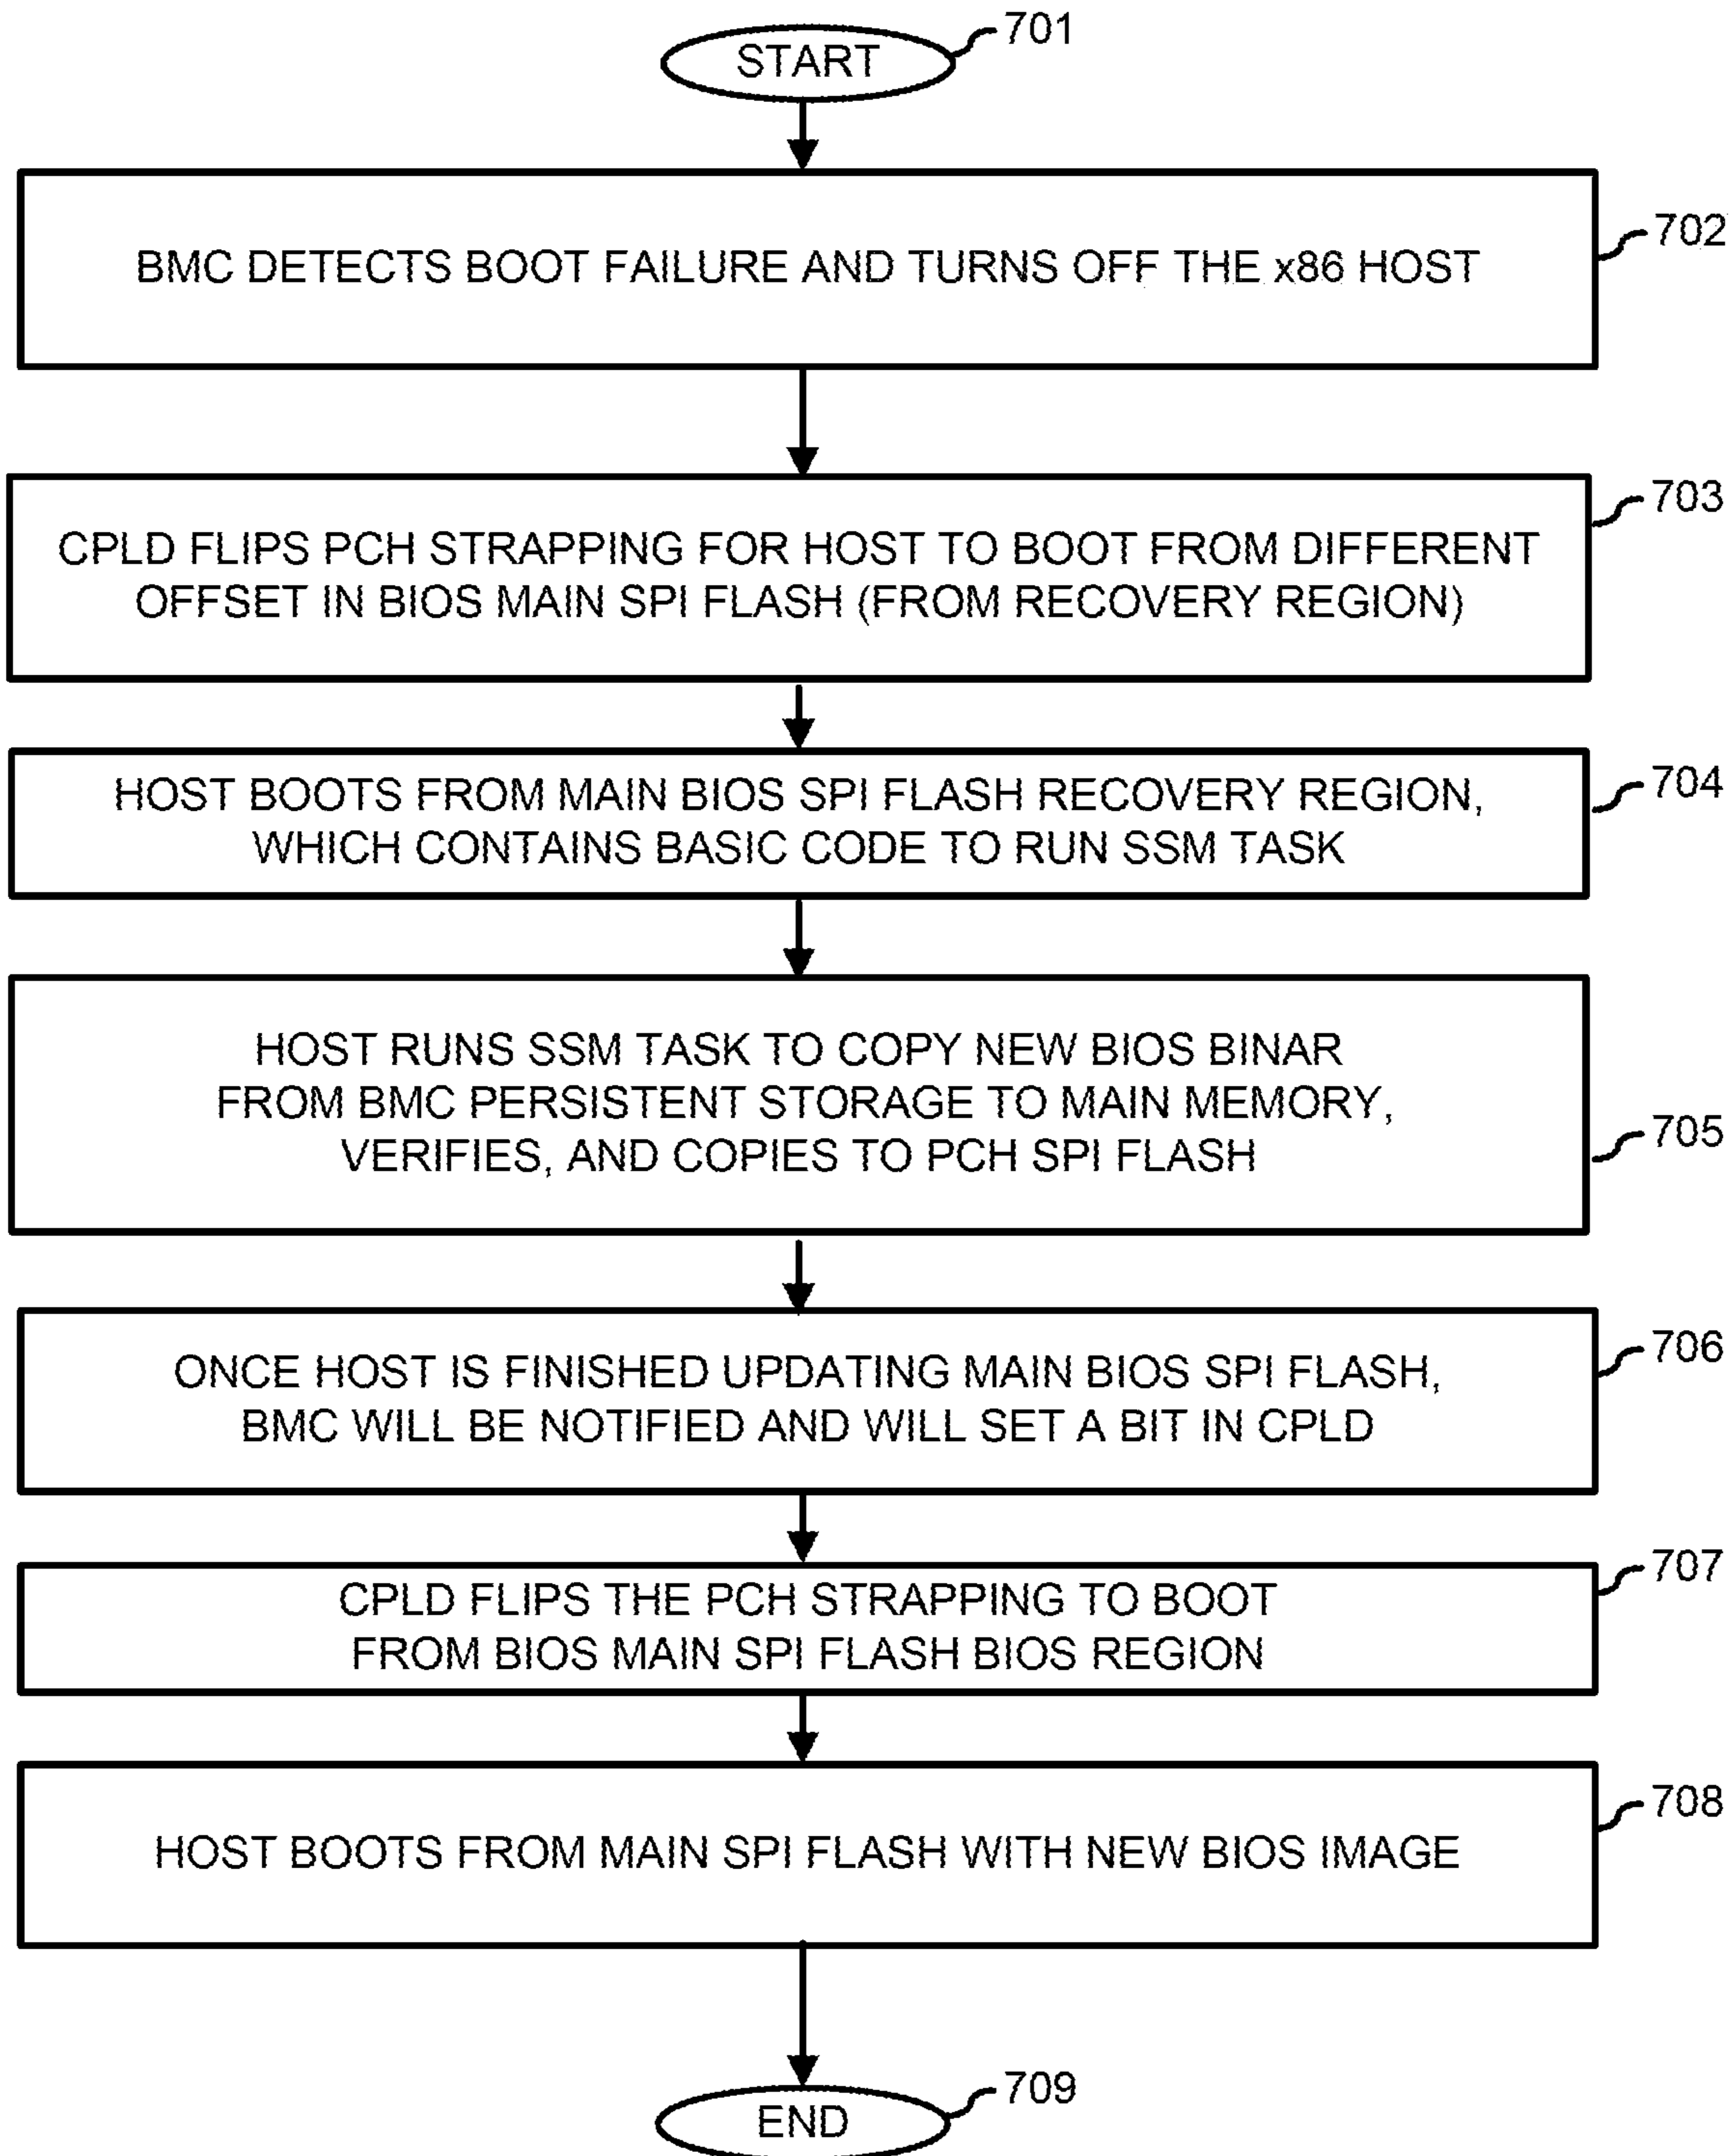 START
701
BMC DETECTS BOOT FAILURE AND TURNS OFF THE x86 HOST
702
CPLD FLIPS PCH STRAPPING FOR HOST TO BOOT FROM DIFFERENT
OFFSET IN BIOS MAIN SPI FLASH (FROM RECOVERY REGION)
703
HOST BOOTS FROM MAIN BIOS SPI FLASH RECOVERY REGION,
WHICH CONTAINS BASIC CODE TO RUN SSM TASK
704
HOST RUNS SSM TASK TO COPY NEW BIOS BINAR
FROM BMC PERSISTENT STORAGE TO MAIN MEMORY,
VERIFIES, AND COPIES TO PCH SPI FLASH
705
ONCE HOST IS FINISHED UPDATING MAIN BIOS SPI FLASH,
BMC WILL BE NOTIFIED AND WILL SET A BIT IN CPLD
706
CPLD FLIPS THE PCH STRAPPING TO BOOT
FROM BIOS MAIN SPI FLASH BIOS REGION
707
HOST BOOTS FROM MAIN SPI FLASH WITH NEW BIOS IMAGE
708
END
709